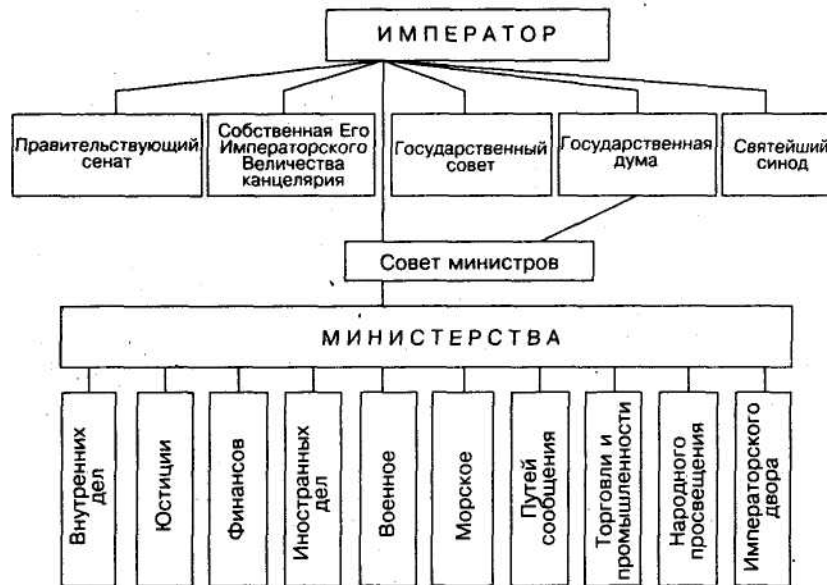 ИМПЕРАТОР
Правительствующий
сенат
Собственная Его
Императорского
Величества
канцелярия
Государственный
совет
Государственная
дума
Святейший
синод
Совет министров
МИНИСТЕРСТВА
Внутренних
дел
Юстиции
Финансов
Иностранных
дел
Военное
Морское
Путей
сообщения
Торговли и
промышленности
Народного
просвещения
Императорского
двора